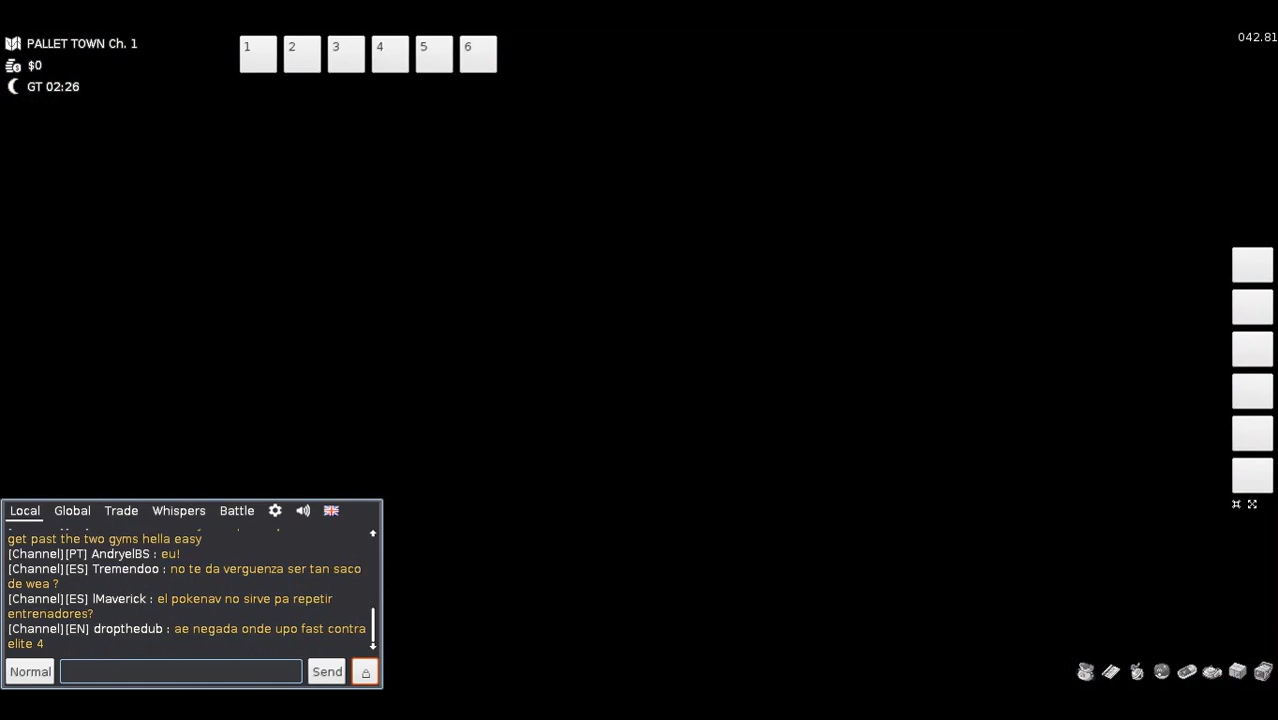 PALLET TOWN Ch. 1
$0
GT 02:26
1 2 3 4 5 6
042.81
Local Global Trade Whispers Battle
get past the two gyms hella easy
[Channel][PT] AndryelBS : eu!
[Channel][ES] Tremendoo : no te da verguenza ser tan saco
de wea ?
[Channel][ES] lMaverick : el pokenav no sirve pa repetir
entrenadores?
[Channel][EN] dropthedub : ae negada onde upo fast contra
elite 4
Normal Send